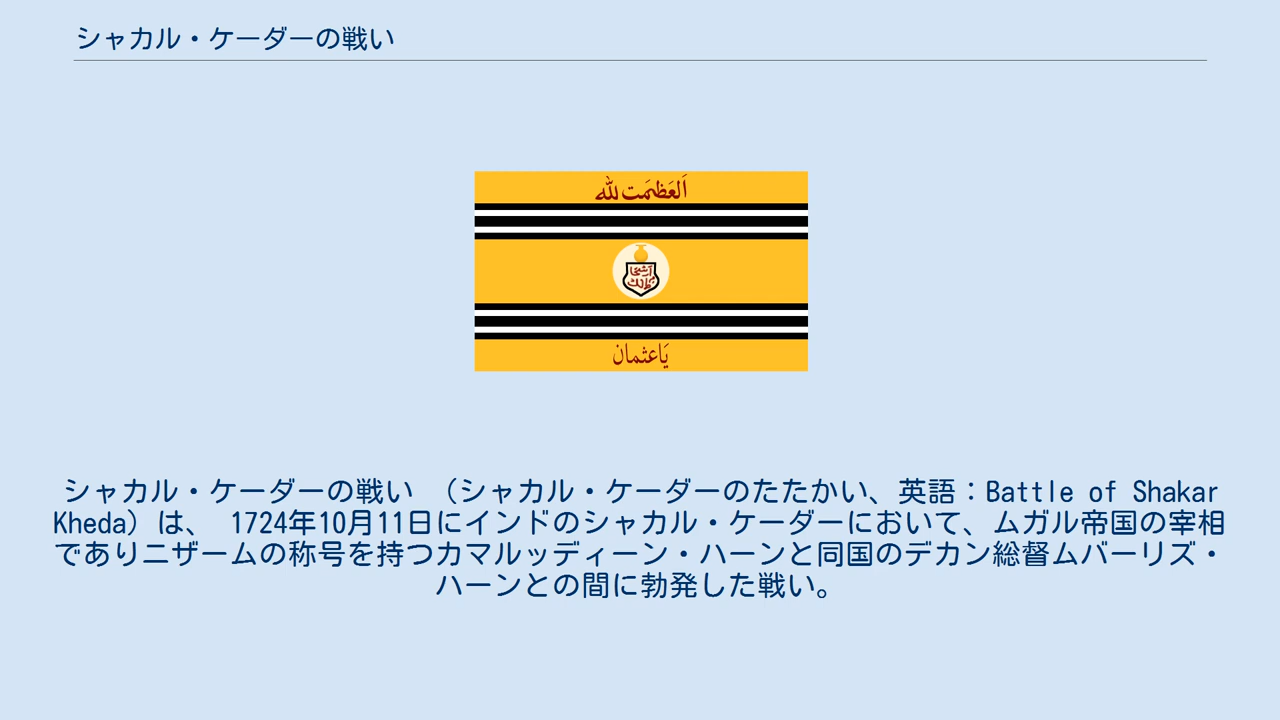 シャカル・ケーダーの戦い
اَلعَظمَت لله
يَاعثمان
シャカル・ケーダーの戦い （シャカル・ケーダーのたたかい、英語：Battle of Shakar
Kheda）は、 1724年10月11日にインドのシャカル・ケーダーにおいて、ムガル帝国の宰相
でありニザームの称号を持つカマルッディーン・ハーンと同国のデカン総督ムバーリズ・
ハーンとの間に勃発した戦い。